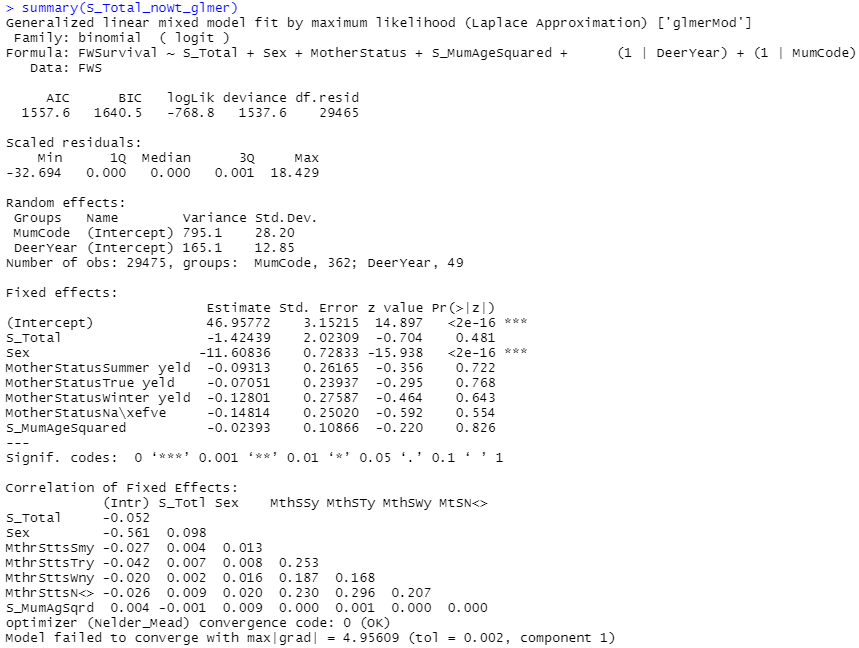 > summary(S_Total_nowt_glmer)
Generalized linear mixed model fit by maximum likelihood (Laplace Approximation) ['glmerMod']
 Family: binomial  ( logit )
Formula: FWSurvival ~ S_Total + Sex + MotherStatus + S_MumAgeSquared +      (1 | DeerYear) + (1 | MumCode)
   Data: FWS

     AIC      BIC   logLik deviance df.resid
  1557.6   1640.5   -768.8   1537.6    29465

Scaled residuals:
    Min      1Q  Median      3Q     Max
-32.694   0.000   0.000   0.001  18.429

Random effects:
 Groups   Name        Variance Std.Dev.
 MumCode  (Intercept) 795.1    28.20
 DeerYear (Intercept) 165.1    12.85
Number of obs: 29475, groups:  MumCode, 362; DeerYear, 49

Fixed effects:
                         Estimate Std. Error z value Pr(>|z|)
(Intercept)              46.95772    3.15215  14.897   <2e-16 ***
S_Total                  -1.42439    2.02309  -0.704    0.481
Sex                     -11.60836    0.72833 -15.938   <2e-16 ***
MotherStatusSummer yeld  -0.09313    0.26165  -0.356    0.722
MotherStatusTrue yeld    -0.07051    0.23937  -0.295    0.768
MotherStatusWinter yeld  -0.12801    0.27587  -0.464    0.643
MotherStatusNa\xefve     -0.14814    0.25020  -0.592    0.554
S_MumAgeSquared          -0.02393    0.10866  -0.220    0.826
---
Signif. codes:  0 ‘***’ 0.001 ‘**’ 0.01 ‘*’ 0.05 ‘.’ 0.1 ‘ ’ 1

Correlation of Fixed Effects:
            (Intr) S_Totl Sex    MthSSy MthSTy MthSWy MtSN<>
S_Total     -0.052
Sex         -0.561  0.098
MthrSttsSmy -0.027  0.004  0.013
MthrSttsTry -0.042  0.007  0.008  0.253
MthrSttsWny -0.020  0.002  0.016  0.187  0.168
MthrSttsN<> -0.026  0.009  0.020  0.230  0.296  0.207
S_MumAgSqrd  0.004 -0.001  0.009  0.000  0.001  0.000  0.000
optimizer (Nelder_Mead) convergence code: 0 (OK)
Model failed to converge with max|grad| = 4.95609 (tol = 0.002, component 1)